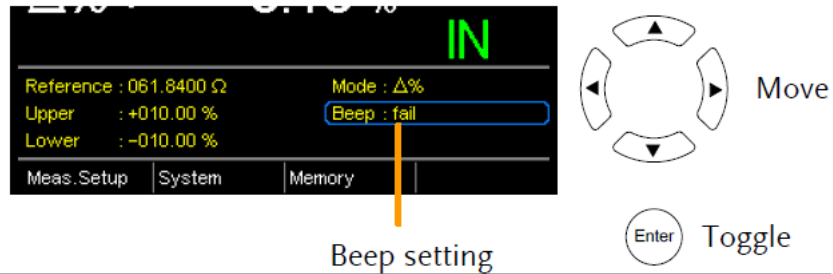 IN
Reference : 061.8400 Ω
Mode : Δ%
Upper : +010.00 %
Beep : fail
Lower : -010.00 %
Meas.Setup System Memory
Move
Enter Toggle
Beep setting